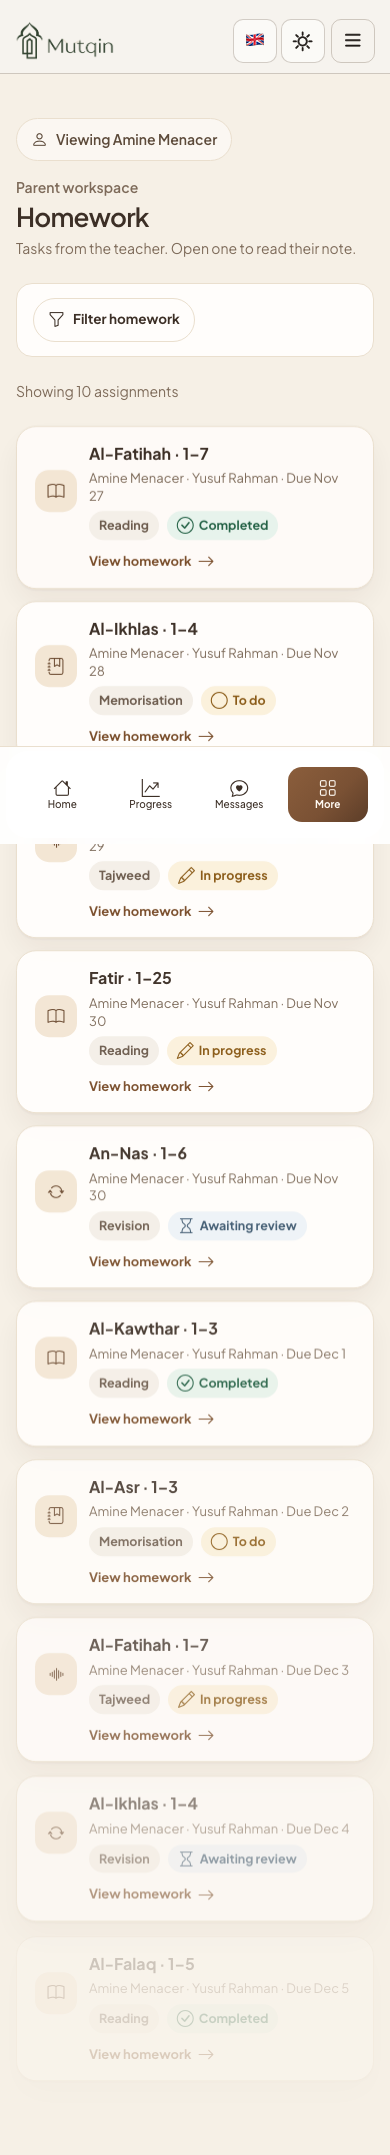 Mutqin
Viewing Amine Menacer
Parent workspace
Homework
Tasks from the teacher. Open one to read their note.
Filter homework
Showing 10 assignments
Al-Fatihah · 1–7
Amine Menacer · Yusuf Rahman · Due Nov
27
Reading
Completed
View homework →
Al-Ikhlas · 1–4
Amine Menacer · Yusuf Rahman · Due Nov
28
Memorisation
To do
View homework →
Home
Progress
Messages
More
29
Tajweed
In progress
View homework →
Fatir · 1–25
Amine Menacer · Yusuf Rahman · Due Nov
30
Reading
In progress
View homework →
An-Nas · 1–6
Amine Menacer · Yusuf Rahman · Due Nov
30
Revision
Awaiting review
View homework →
Al-Kawthar · 1–3
Amine Menacer · Yusuf Rahman · Due Dec 1
Reading
Completed
View homework →
Al-Asr · 1–3
Amine Menacer · Yusuf Rahman · Due Dec 2
Memorisation
To do
View homework →
Al-Fatihah · 1–7
Amine Menacer · Yusuf Rahman · Due Dec 3
Tajweed
In progress
View homework →
Al-Ikhlas · 1–4
Amine Menacer · Yusuf Rahman · Due Dec 4
Revision
Awaiting review
View homework →
Al-Falaq · 1–5
Amine Menacer · Yusuf Rahman · Due Dec 5
Reading
Completed
View homework →